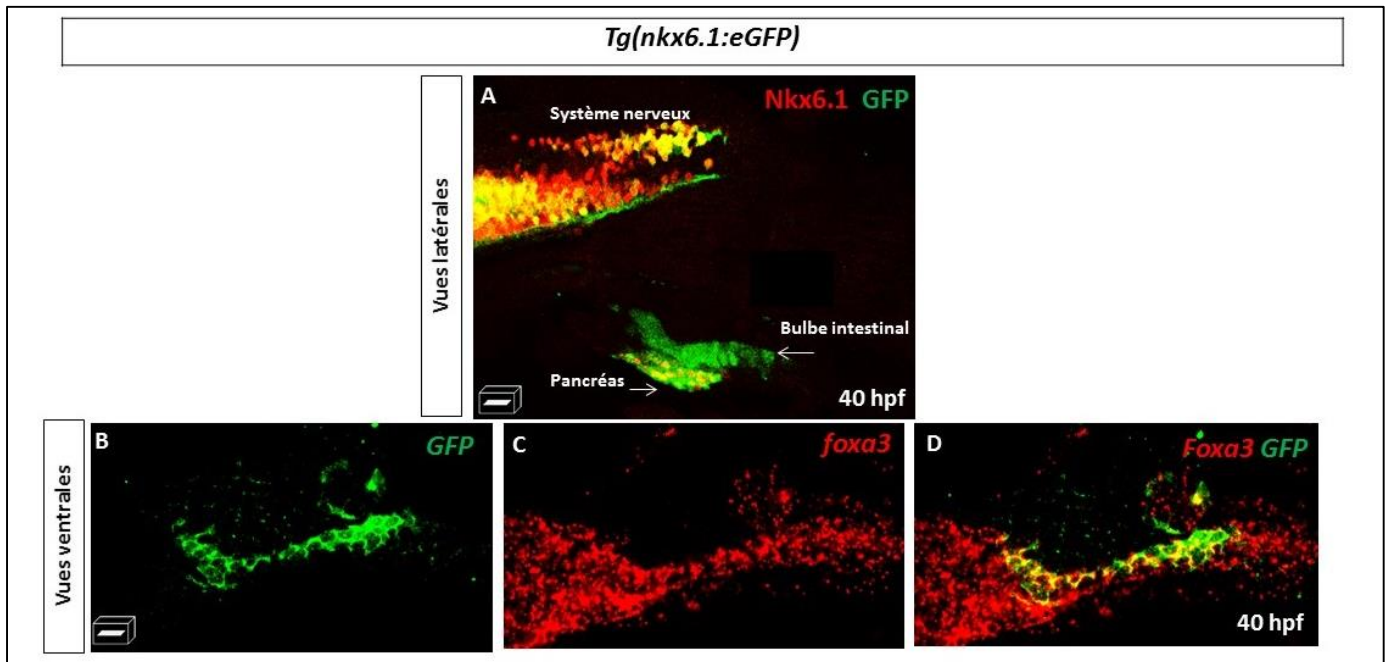 Tg(nkx6.1:eGFP)
Vues latérales
A
Nkx6.1 GFP
Système nerveux
Bulbe intestinal
Pancréas
40 hpf
Vues ventrales
B
GFP
C
foxa3
D
Foxa3 GFP
40 hpf